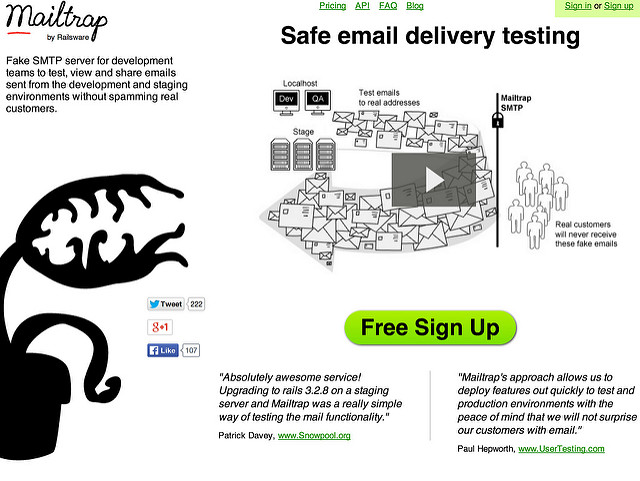 Mailtrap
by Railsware
Pricing API FAQ Blog
Sign in or Sign up
Fake SMTP server for development
teams to test, view and share emails
sent from the development and staging
environments without spamming real
customers.
Safe email delivery testing
Localhost
Dev
QA
Test emails
to real addresses
Mailtrap
SMTP
Stage
Real customers
will never receive
these fake emails
Tweet 222
g+1
Like 107
Free Sign Up
"Absolutely awesome service!
Upgrading to rails 3.2.8 on a staging
server and Mailtrap was a really simple
way of testing the mail functionality."
Patrick Davey, www.Snowpool.org
"Mailtrap's approach allows us to
deploy features out quickly to test and
production environments with the
peace of mind that we will not surprise
our customers with email."
Paul Hepworth, www.UserTesting.com